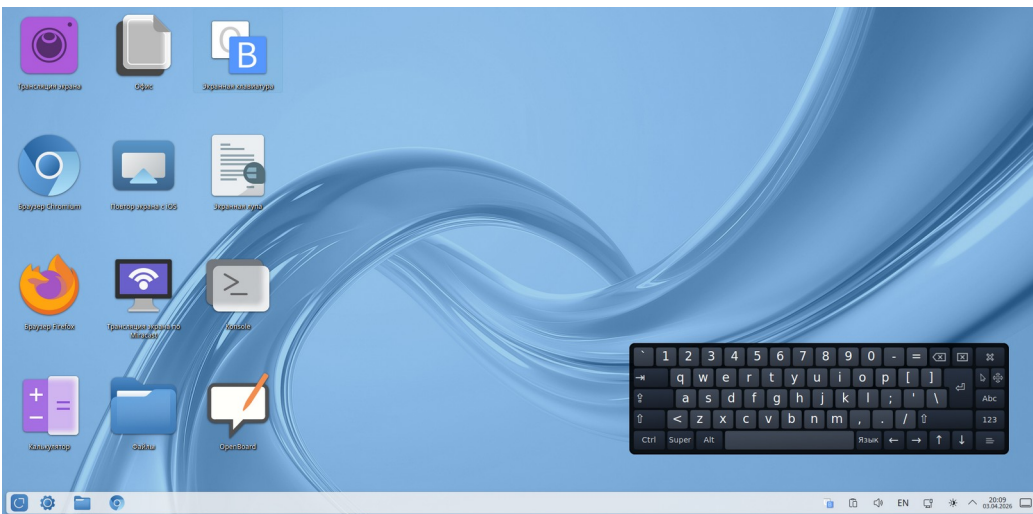 Трансляция экрана
Офис
Экранная клавиатура
Браузер Chromium
Повтор экрана с iOS
Экранная лупа
Браузер Firefox
Трансляция экрана по
Miracast
Konsole
Калькулятор
Файлы
OpenBoard
` 1 2 3 4 5 6 7 8 9 0 - =
q w e r t y u i o p [ ]
a s d f g h j k l ; ' \ Abc
< z x c v b n m , . / 123
Ctrl Super Alt Язык ← → ↑ ↓
EN
20:09
03.04.2026